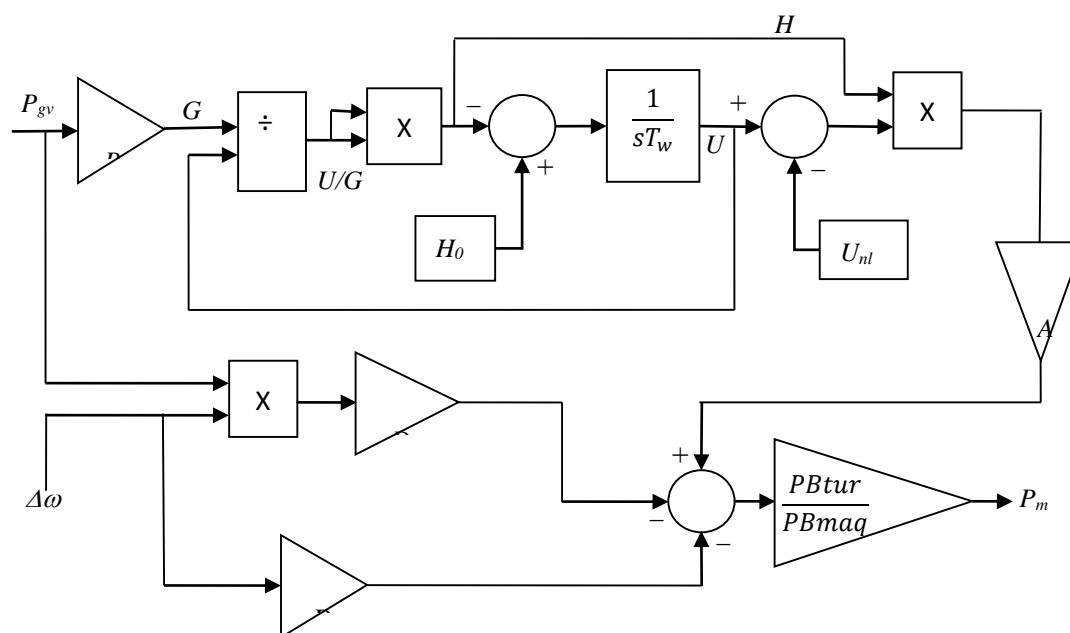 H
P_gv
G
÷
X
−
+
1
sT_w
+
U
−
X
U/G
H_0
U_nl
A
X
Δω
+
−
−
PBtur
PBmaq
P_m